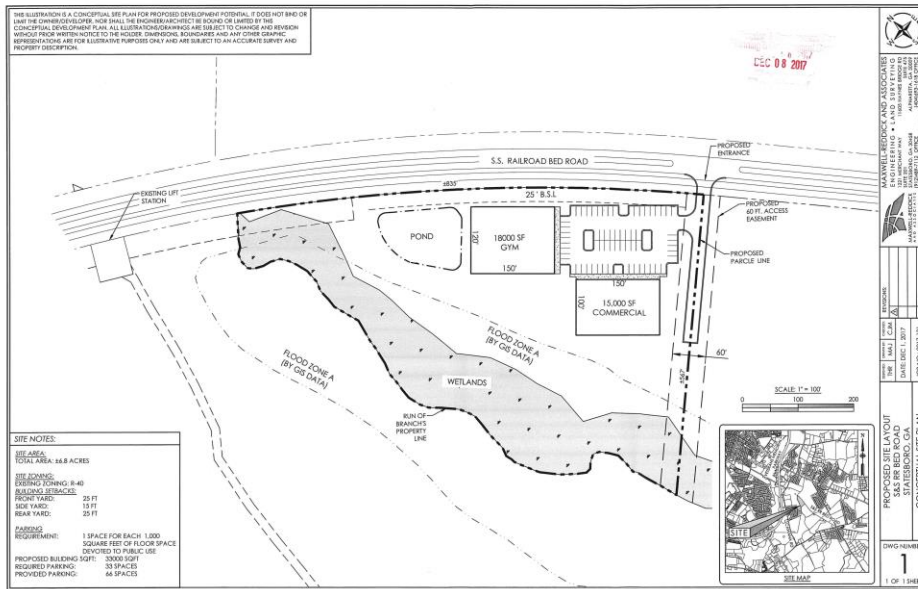 THIS ILLUSTRATION IS A CONCEPTUAL SITE PLAN FOR PROPOSED DEVELOPMENT POTENTIAL. IT DOES NOT BIND OR
LIMIT THE OWNER/DEVELOPER, NOR SHALL THE ENGINEER/ARCHITECT BE BOUND OR LIMITED BY THIS
CONCEPTUAL DEVELOPMENT PLAN. ALL ILLUSTRATIONS/DRAWINGS ARE SUBJECT TO CHANGE AND REVISION
WITHOUT PRIOR WRITTEN NOTICE TO THE HOLDER. DIMENSIONS, BOUNDARIES AND ANY OTHER GRAPHIC
REPRESENTATIONS ARE FOR ILLUSTRATIVE PURPOSES ONLY AND ARE SUBJECT TO AN ACCURATE SURVEY AND
PROPERTY DESCRIPTION.
DEC 08 2017
S.S. RAILROAD BED ROAD
PROPOSED
ENTRANCE
EXISTING LIFT
STATION
±835
25' B.S.L
PROPOSED
60 FT. ACCESS
EASEMENT
POND
120'
18000 SF
GYM
150'
PROPOSED
PARCLE LINE
150'
100'
15,000 SF
COMMERCIAL
FLOOD ZONE A
(BY GIS DATA)
FLOOD ZONE A
(BY GIS DATA)
60'
±567'
WETLANDS
RUN OF
BRANCH'S
PROPERTY
LINE
SCALE: 1" = 100'
0 100 200
SITE
SITE MAP
SITE NOTES:
SITE AREA:
TOTAL AREA: ±6.8 ACRES
SITE ZONING:
EXISTING ZONING: R-40
BUILDING SETBACKS:
FRONT YARD: 25 FT
SIDE YARD: 15 FT
REAR YARD: 25 FT
PARKING
REQUIREMENT: 1 SPACE FOR EACH 1,000
SQUARE FEET OF FLOOR SPACE
DEVOTED TO PUBLIC USE
PROPOSED BUILDING SQFT: 33000 SQFT
REQUIRED PARKING: 33 SPACES
PROVIDED PARKING: 66 SPACES
MAXWELL-REDDICK AND ASSOCIATES
ENGINEERING • LAND SURVEYING
MAXWELL-REDDICK
REVISIONS:
THR MAJ CJM
DATE: DEC 1, 2017
PROPOSED SITE LAYOUT
S&S RR BED ROAD
STATESBORO, GA
DWG NUMBE
1
1 OF 1 SHE